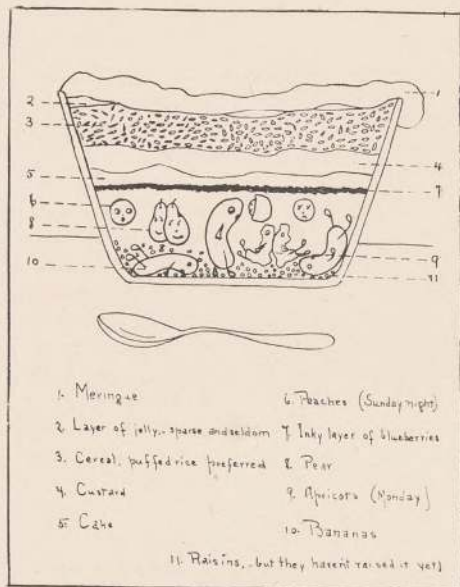 1
2
3
4
5
7
6
8
9
10
11
1. Meringue
2. Layer of jelly.. sparse and seldom
3. Cereal, puffed rice preferred
4. Custard
5. Cake
6. Peaches (Sunday night)
7. Inky layer of blueberries
8. Pear
9. Apricots (Monday)
10. Bananas
11. Raisins,..but they haven't raised it yet)